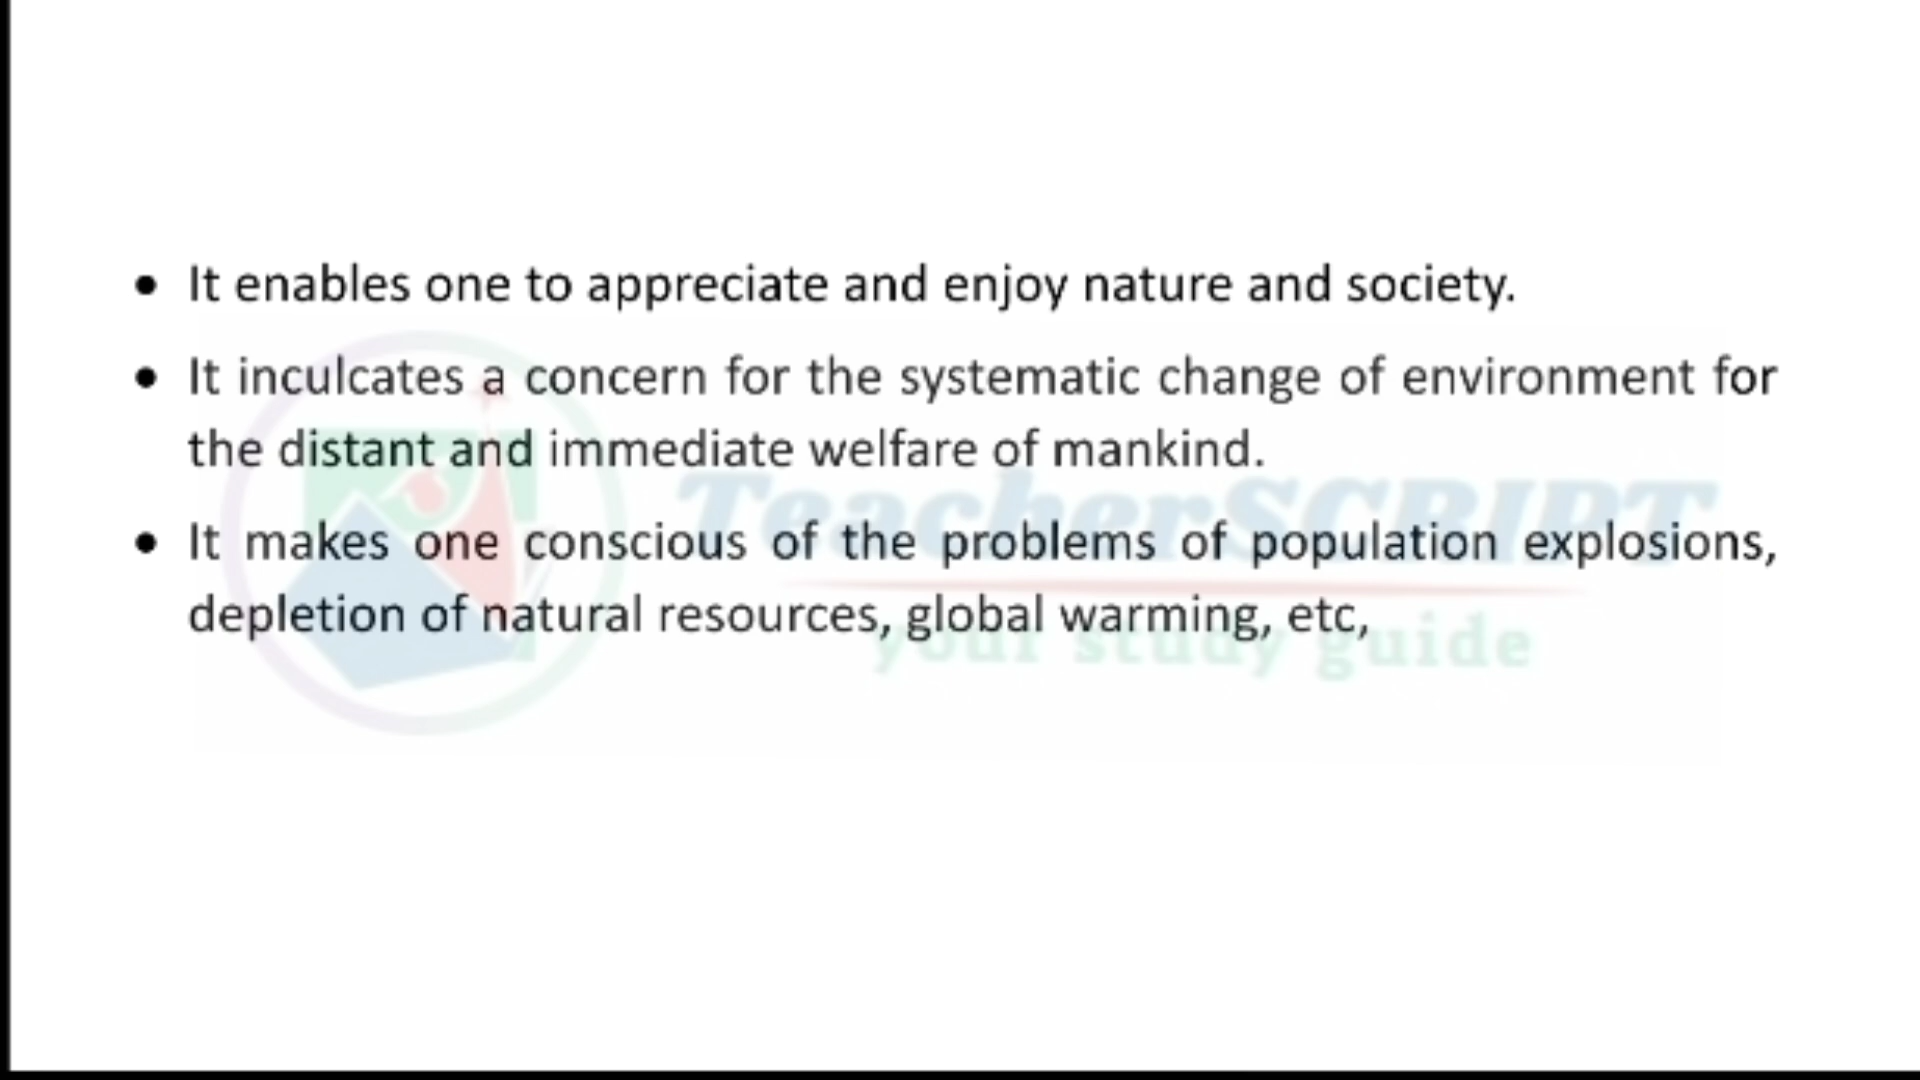 • It enables one to appreciate and enjoy nature and society.
• It inculcates a concern for the systematic change of environment for
the distant and immediate welfare of mankind.
TeacherSCRIPT
• It makes one conscious of the problems of population explosions,
depletion of natural resources, global warming, etc,
your study guide